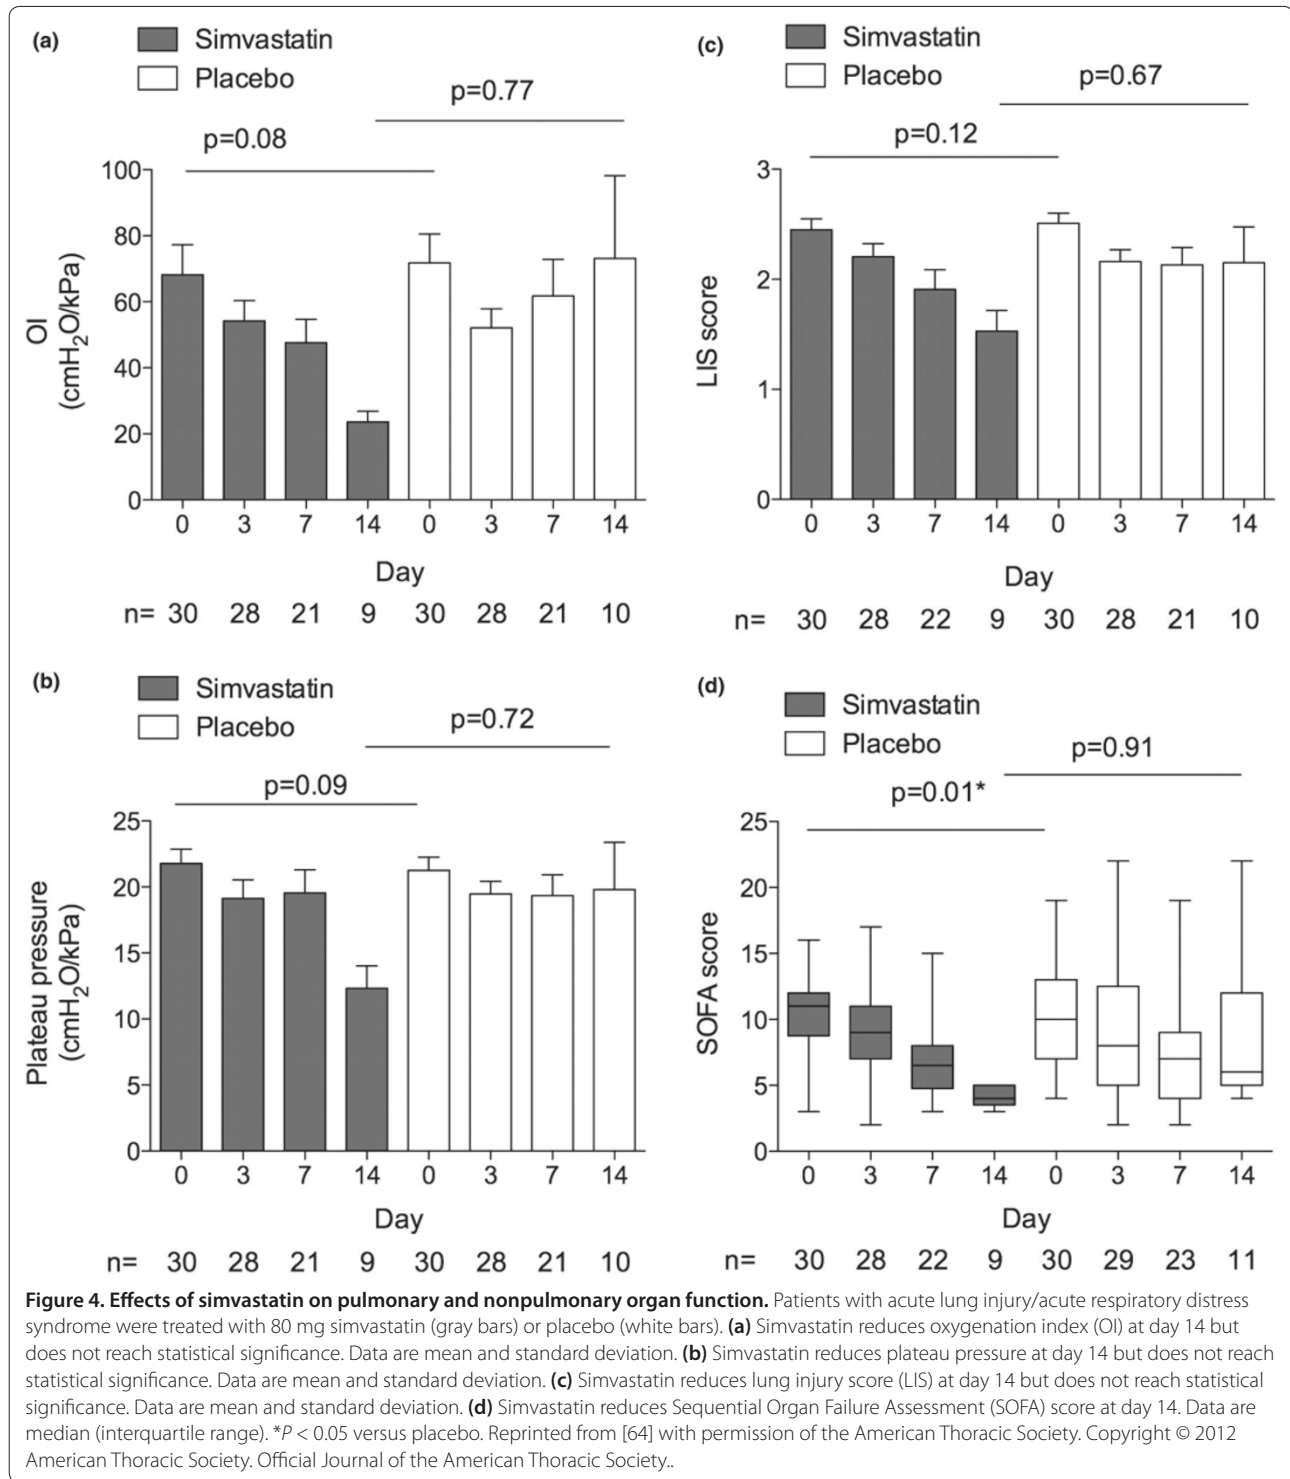 (a)
Simvastatin
Placebo
p=0.77
p=0.08
100
80
60
40
20
0
OI
(cmH2O/kPa)
0 3 7 14 0 3 7 14
Day
n= 30 28 21 9 30 28 21 10
(c)
Simvastatin
Placebo
p=0.67
p=0.12
3
2
1
0
LIS score
0 3 7 14 0 3 7 14
Day
n= 30 28 22 9 30 28 21 10
(b)
Simvastatin
Placebo
p=0.72
p=0.09
25
20
15
10
5
0
Plateau pressure
(cmH2O/kPa)
0 3 7 14 0 3 7 14
Day
n= 30 28 21 9 30 28 21 10
(d)
Simvastatin
Placebo
p=0.91
p=0.01*
25
20
15
10
5
0
SOFA score
0 3 7 14 0 3 7 14
Day
n= 30 28 22 9 30 29 23 11
Figure 4. Effects of simvastatin on pulmonary and nonpulmonary organ function. Patients with acute lung injury/acute respiratory distress
syndrome were treated with 80 mg simvastatin (gray bars) or placebo (white bars). (a) Simvastatin reduces oxygenation index (OI) at day 14 but
does not reach statistical significance. Data are mean and standard deviation. (b) Simvastatin reduces plateau pressure at day 14 but does not reach
statistical significance. Data are mean and standard deviation. (c) Simvastatin reduces lung injury score (LIS) at day 14 but does not reach statistical
significance. Data are mean and standard deviation. (d) Simvastatin reduces Sequential Organ Failure Assessment (SOFA) score at day 14. Data are
median (interquartile range). *P < 0.05 versus placebo. Reprinted from [64] with permission of the American Thoracic Society. Copyright © 2012
American Thoracic Society. Official Journal of the American Thoracic Society..